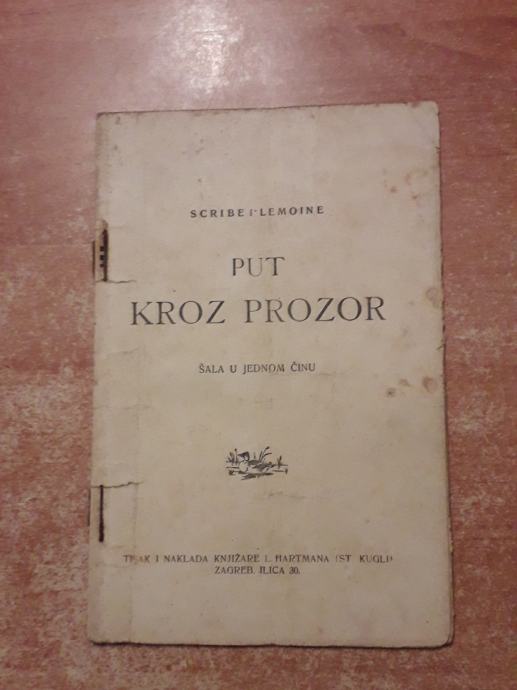 SCRIBE I LEMOINE
PUT
KROZ PROZOR
ŠALA U JEDNOM ČINU
TISAK I NAKLADA KNJIŽARE L. HARTMANA (ST. KUGLI)
ZAGREB, ILICA 30.